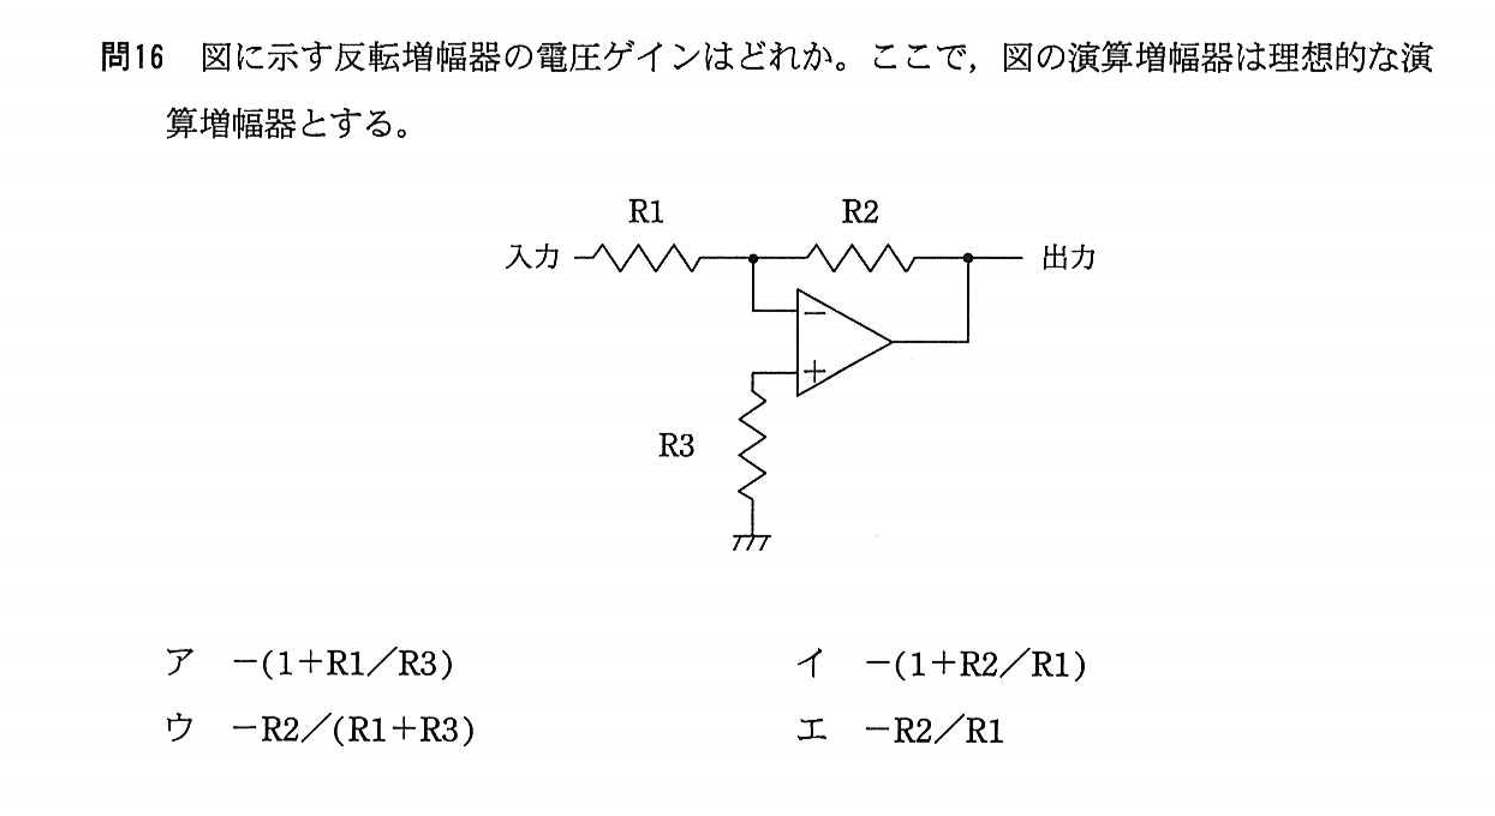 問16 図に示す反転増幅器の電圧ゲインはどれか。ここで，図の演算増幅器は理想的な演
算増幅器とする。
R1 R2
入力 出力
−
＋
R3
ア −(1＋R1／R3) イ −(1＋R2／R1)
ウ −R2／(R1＋R3) エ −R2／R1